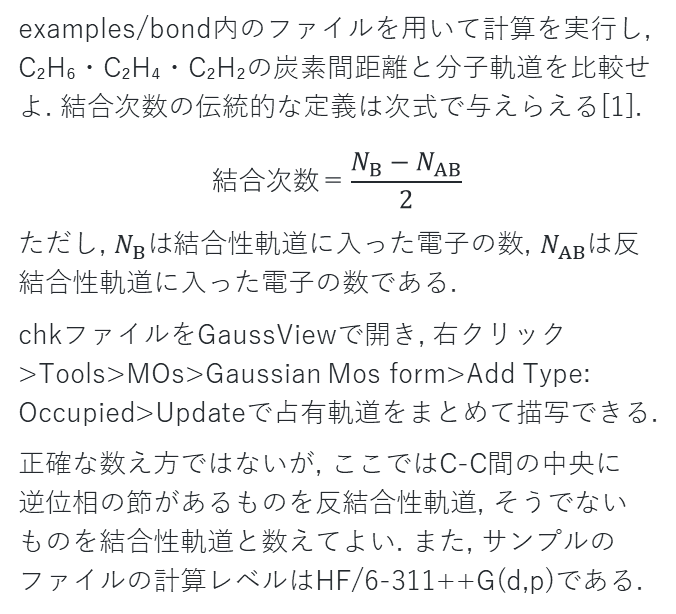 examples/bond内のファイルを用いて計算を実行し,
C₂H₆・C₂H₄・C₂H₂の炭素間距離と分子軌道を比較せ
よ. 結合次数の伝統的な定義は次式で与えらえる[1].
結合次数 = (N_B − N_AB) / 2
ただし, N_Bは結合性軌道に入った電子の数, N_ABは反
結合性軌道に入った電子の数である.
chkファイルをGaussViewで開き, 右クリック
>Tools>MOs>Gaussian Mos form>Add Type:
Occupied>Updateで占有軌道をまとめて描写できる.
正確な数え方ではないが, ここではC-C間の中央に
逆位相の節があるものを反結合性軌道, そうでない
ものを結合性軌道と数えてよい. また, サンプルの
ファイルの計算レベルはHF/6-311++G(d,p)である.